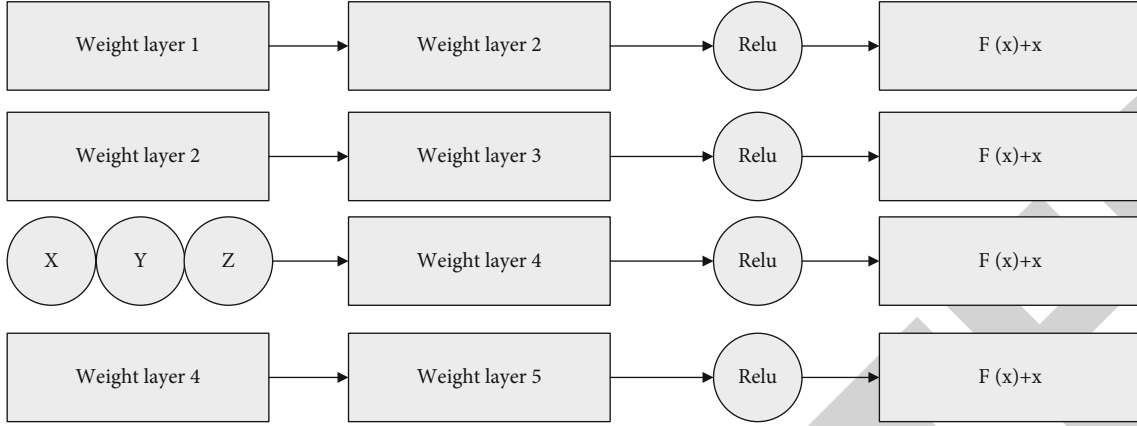 Weight layer 1 Weight layer 2 Relu F (x)+x
Weight layer 2 Weight layer 3 Relu F (x)+x
X Y Z Weight layer 4 Relu F (x)+x
Weight layer 4 Weight layer 5 Relu F (x)+x